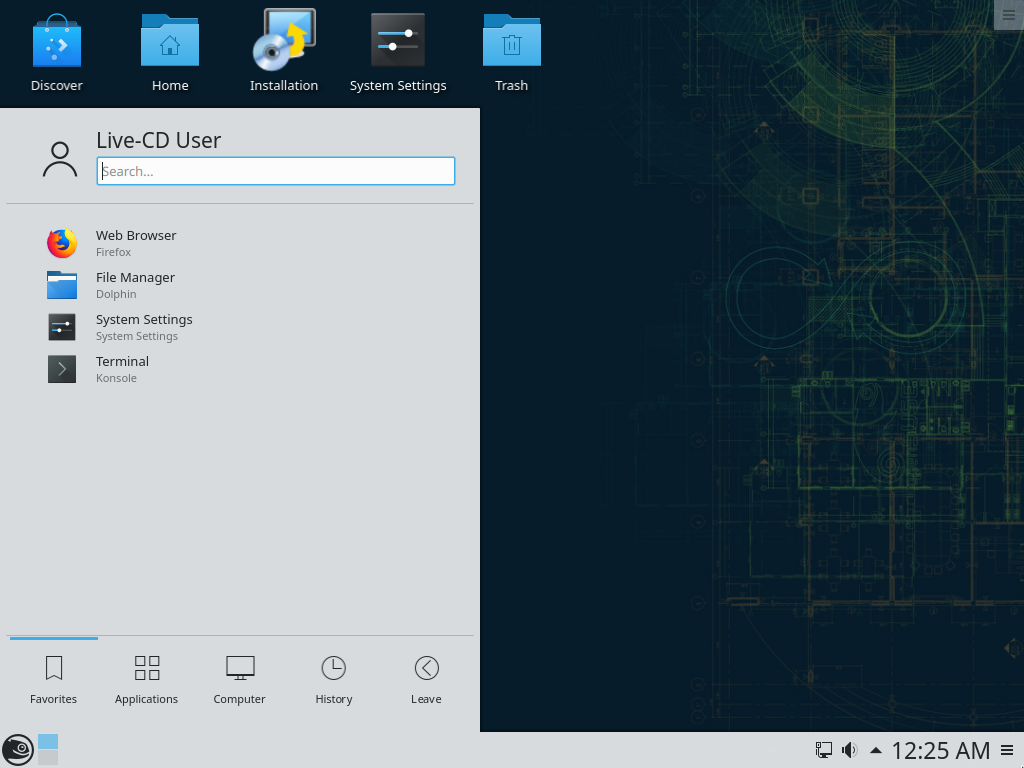 Discover
Home
Installation
System Settings
Trash
Live-CD User
Search...
Web Browser
Firefox
File Manager
Dolphin
System Settings
System Settings
Terminal
Konsole
Favorites
Applications
Computer
History
Leave
12:25 AM